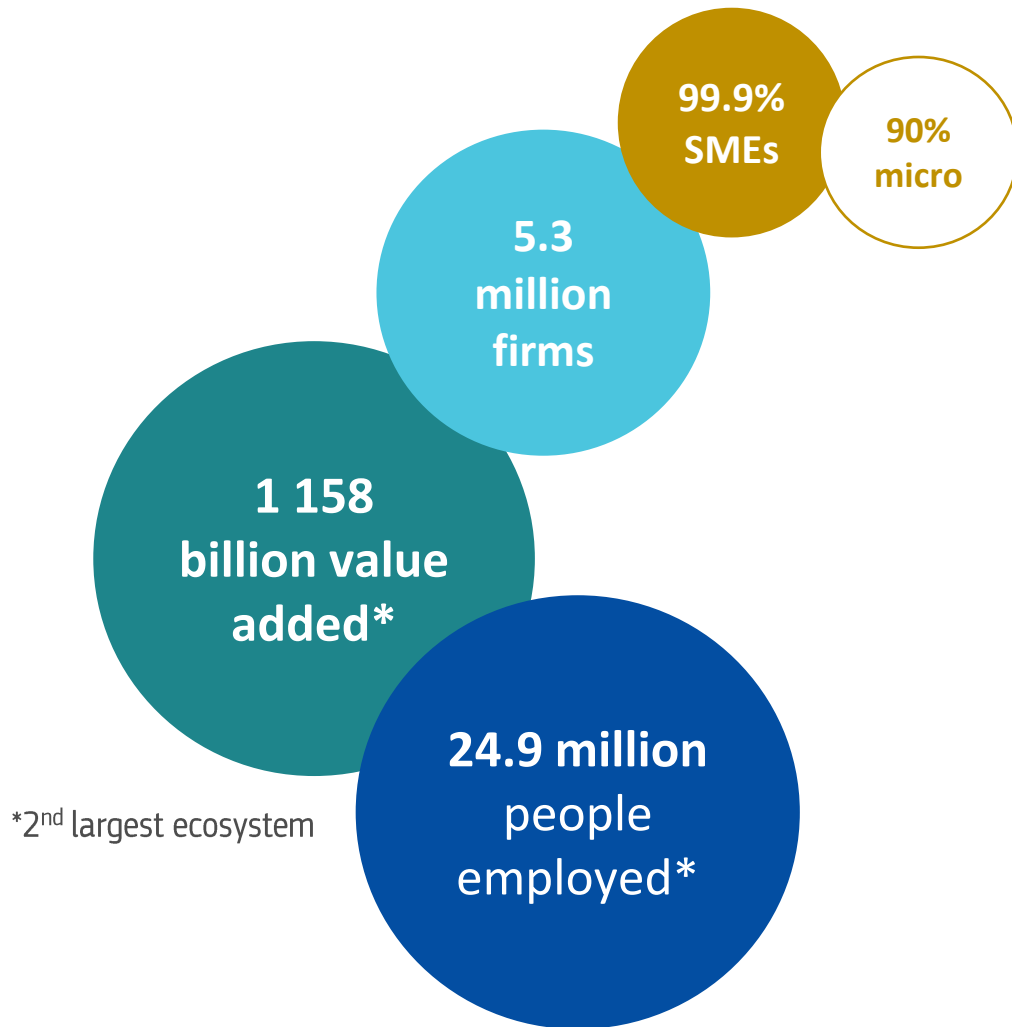 99.9%
SMEs
90%
micro
5.3
million
firms
1 158
billion value
added*
24.9 million
people
employed*
*2nd largest ecosystem